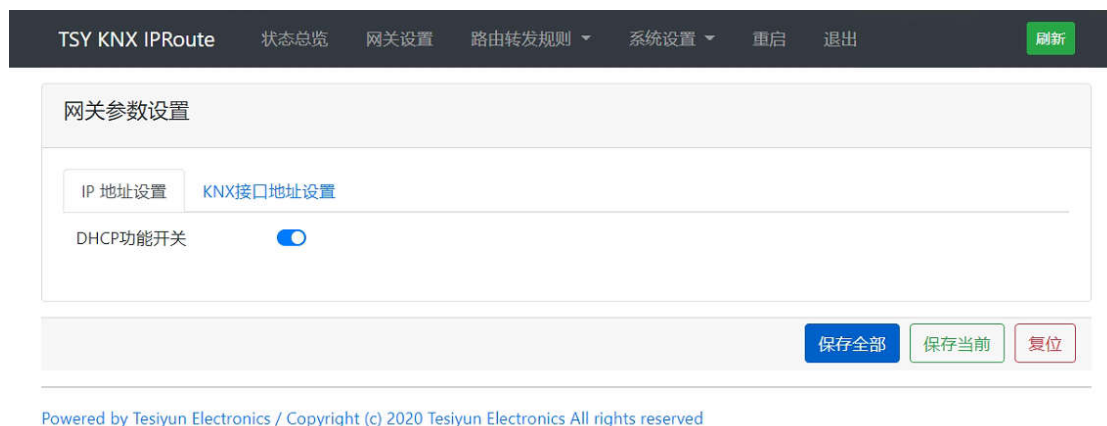 TSY KNX IPRoute 状态总览 网关设置 路由转发规则 系统设置 重启 退出 刷新
网关参数设置
IP 地址设置 KNX接口地址设置
DHCP功能开关
保存全部 保存当前 复位
Powered by Tesiyun Electronics / Copyright (c) 2020 Tesiyun Electronics All rights reserved